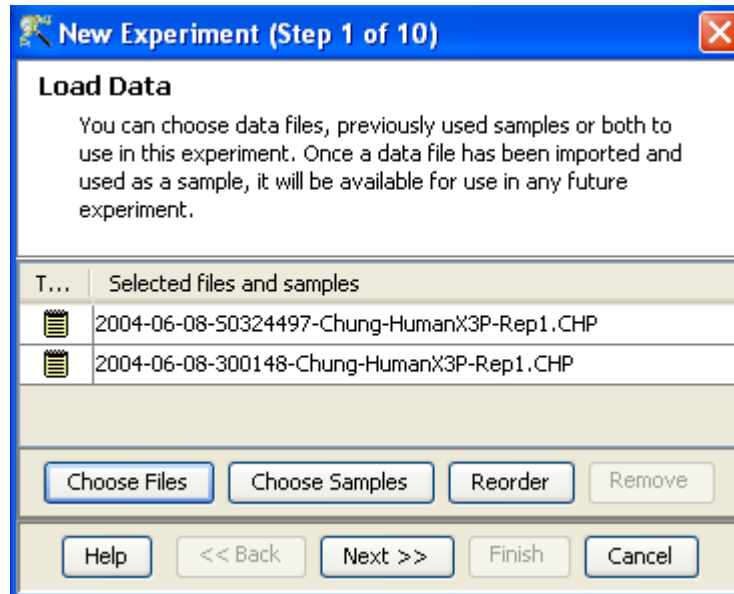 New Experiment (Step 1 of 10)
Load Data
You can choose data files, previously used samples or both to
use in this experiment. Once a data file has been imported and
used as a sample, it will be available for use in any future
experiment.
T... Selected files and samples
2004-06-08-50324497-Chung-HumanX3P-Rep1.CHP
2004-06-08-300148-Chung-HumanX3P-Rep1.CHP
Choose Files Choose Samples Reorder Remove
Help << Back Next >> Finish Cancel